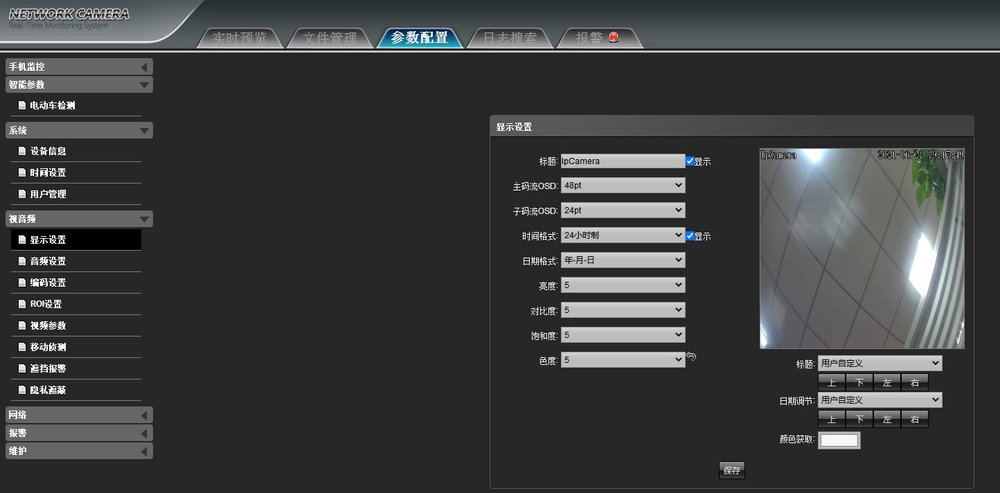 NETWORK CAMERA
Real-Time Monitoring System
实时预览
文件管理
参数配置
日志搜索
报警
手机监控
智能参数
电动车检测
系统
设备信息
时间设置
用户管理
视音频
显示设置
音频设置
编码设置
ROI设置
视频参数
移动侦测
遮挡报警
隐私遮蔽
网络
报警
维护
显示设置
标题: IpCamera 显示
主码流OSD: 48pt
子码流OSD: 24pt
时间格式: 24小时制 显示
日期格式: 年-月-日
亮度: 5
对比度: 5
饱和度: 5
色度: 5
IpCamera 2021-06-21 19:17:49
标题: 用户自定义
上 下 左 右
日期调节: 用户自定义
上 下 左 右
颜色获取:
保存